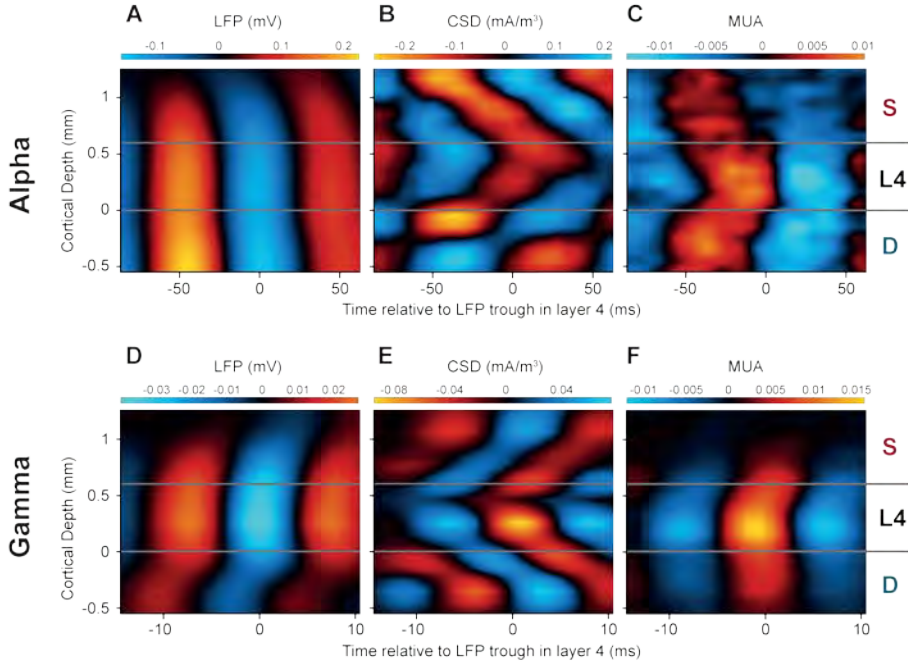 A LFP (mV) B CSD (mA/m³) C MUA
-0.1 0 0.1 0.2 -0.2 -0.1 0 0.1 0.2 -0.01 -0.005 0 0.005 0.01
Alpha
Cortical Depth (mm)
1
0.5
0
-0.5
S
L4
D
-50 0 50 -50 0 50 -50 0 50
Time relative to LFP trough in layer 4 (ms)
D LFP (mV) E CSD (mA/m³) F MUA
-0.03 -0.02 -0.01 0 0.01 0.02 -0.08 -0.04 0 0.04 -0.01 -0.005 0 0.005 0.01 0.015
Gamma
Cortical Depth (mm)
1
0.5
0
-0.5
S
L4
D
-10 0 10 -10 0 10 -10 0 10
Time relative to LFP trough in layer 4 (ms)